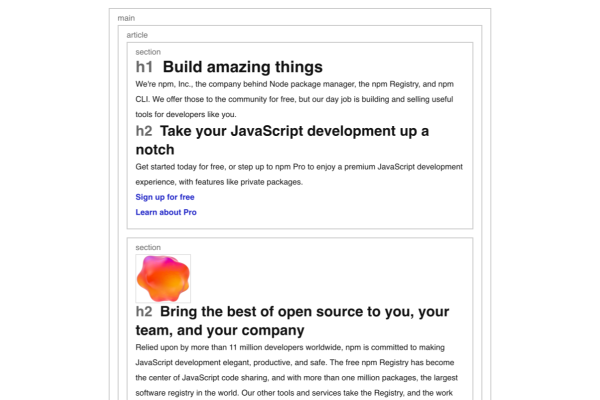 main
article
section
h1 Build amazing things
We're npm, Inc., the company behind Node package manager, the npm Registry, and npm
CLI. We offer those to the community for free, but our day job is building and selling useful
tools for developers like you.
h2 Take your JavaScript development up a
notch
Get started today for free, or step up to npm Pro to enjoy a premium JavaScript development
experience, with features like private packages.
Sign up for free
Learn about Pro
section
h2 Bring the best of open source to you, your
team, and your company
Relied upon by more than 11 million developers worldwide, npm is committed to making
JavaScript development elegant, productive, and safe. The free npm Registry has become
the center of JavaScript code sharing, and with more than one million packages, the largest
software registry in the world. Our other tools and services take the Registry, and the work